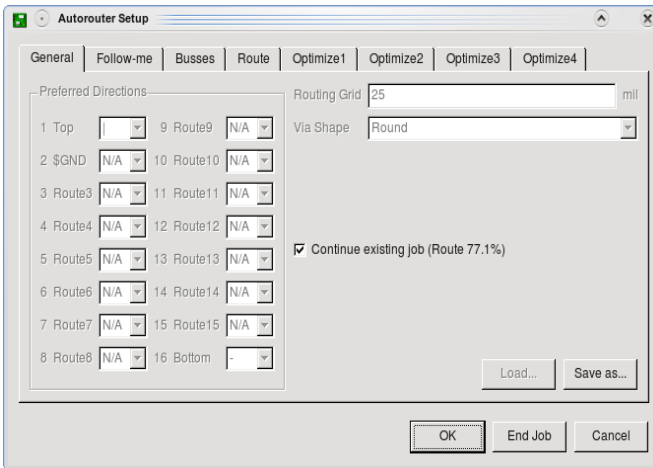 Autorouter Setup
General Follow-me Busses Route Optimize1 Optimize2 Optimize3 Optimize4
Preferred Directions
Routing Grid 25 mil
1 Top | 9 Route9 N/A
Via Shape Round
2 $GND N/A 10 Route10 N/A
3 Route3 N/A 11 Route11 N/A
4 Route4 N/A 12 Route12 N/A
Continue existing job (Route 77.1%)
5 Route5 N/A 13 Route13 N/A
6 Route6 N/A 14 Route14 N/A
7 Route7 N/A 15 Route15 N/A
8 Route8 N/A 16 Bottom -
Load... Save as...
OK End Job Cancel